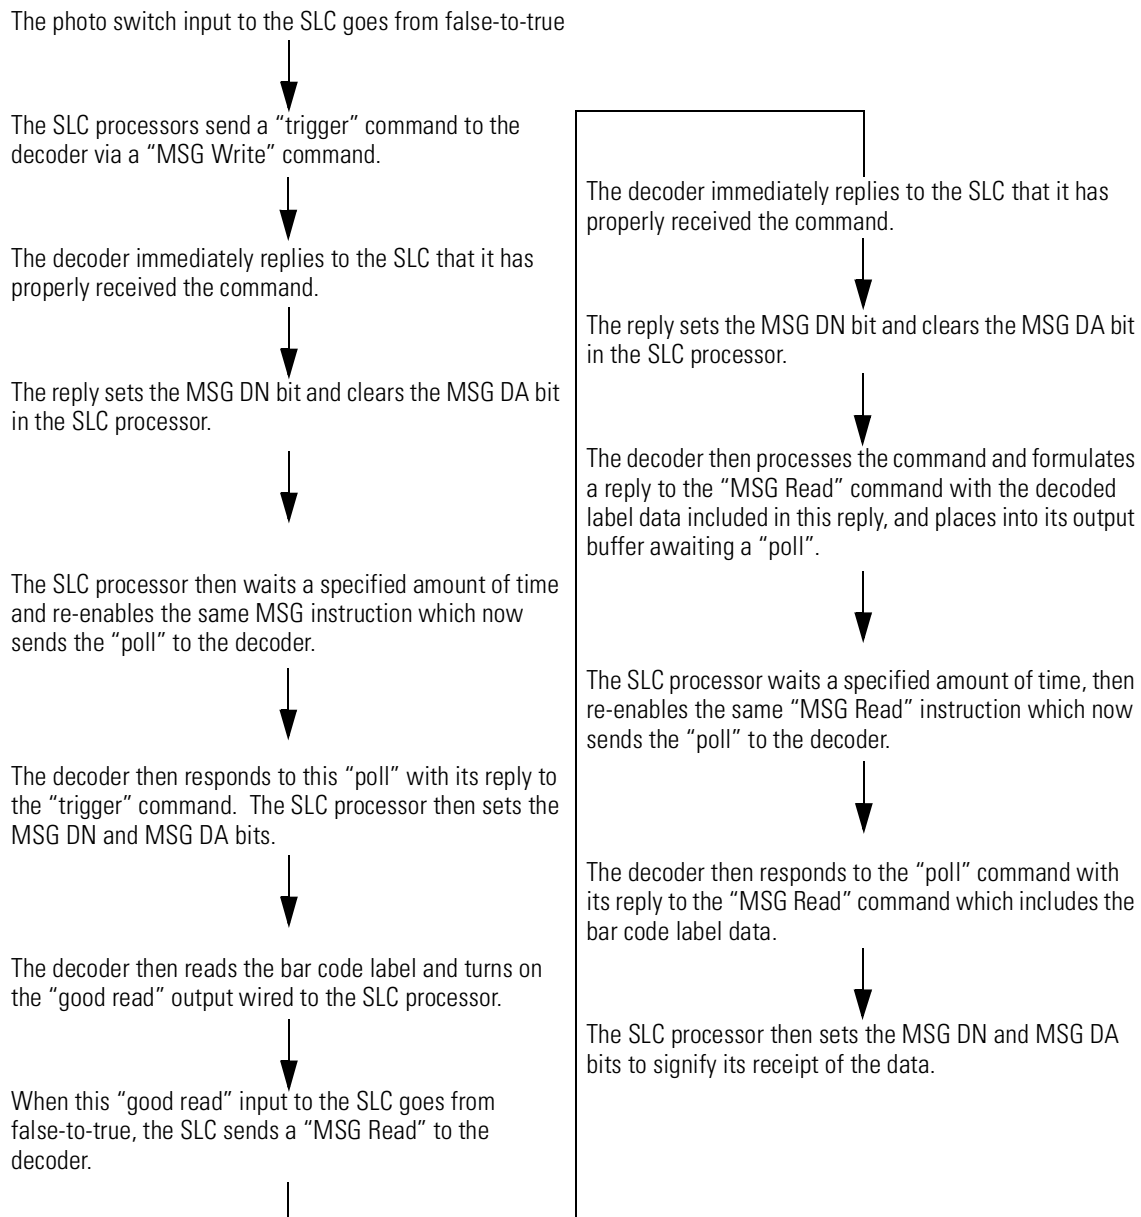 The photo switch input to the SLC goes from false-to-true
The SLC processors send a “trigger” command to the
decoder via a “MSG Write” command.
The decoder immediately replies to the SLC that it has
properly received the command.
The reply sets the MSG DN bit and clears the MSG DA bit
in the SLC processor.
The SLC processor then waits a specified amount of time
and re-enables the same MSG instruction which now
sends the “poll” to the decoder.
The decoder then responds to this “poll” with its reply to
the “trigger” command.  The SLC processor then sets the
MSG DN and MSG DA bits.
The decoder then reads the bar code label and turns on
the “good read” output wired to the SLC processor.
When this “good read” input to the SLC goes from
false-to-true, the SLC sends a “MSG Read” to the
decoder.
The decoder immediately replies to the SLC that it has
properly received the command.
The reply sets the MSG DN bit and clears the MSG DA bit
in the SLC processor.
The decoder then processes the command and formulates
a reply to the “MSG Read” command with the decoded
label data included in this reply, and places into its output
buffer awaiting a “poll”.
The SLC processor waits a specified amount of time, then
re-enables the same “MSG Read” instruction which now
sends the “poll” to the decoder.
The decoder then responds to the “poll” command with
its reply to the “MSG Read” command which includes the
bar code label data.
The SLC processor then sets the MSG DN and MSG DA
bits to signify its receipt of the data.